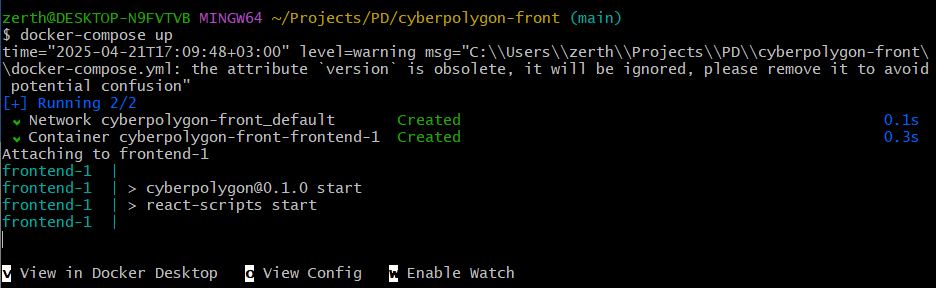 zerth@DESKTOP-N9FVTVB MINGW64 ~/Projects/PD/cyberpolygon-front (main)
$ docker-compose up
time="2025-04-21T17:09:48+03:00" level=warning msg="C:\\Users\\zerth\\Projects\\PD\\cyberpolygon-front\
\docker-compose.yml: the attribute `version` is obsolete, it will be ignored, please remove it to avoid
potential confusion"
[+] Running 2/2
✔ Network cyberpolygon-front_default Created 0.1s
✔ Container cyberpolygon-front-frontend-1 Created 0.3s
Attaching to frontend-1
frontend-1 |
frontend-1 | > cyberpolygon@0.1.0 start
frontend-1 | > react-scripts start
frontend-1 |
v View in Docker Desktop o View Config w Enable Watch